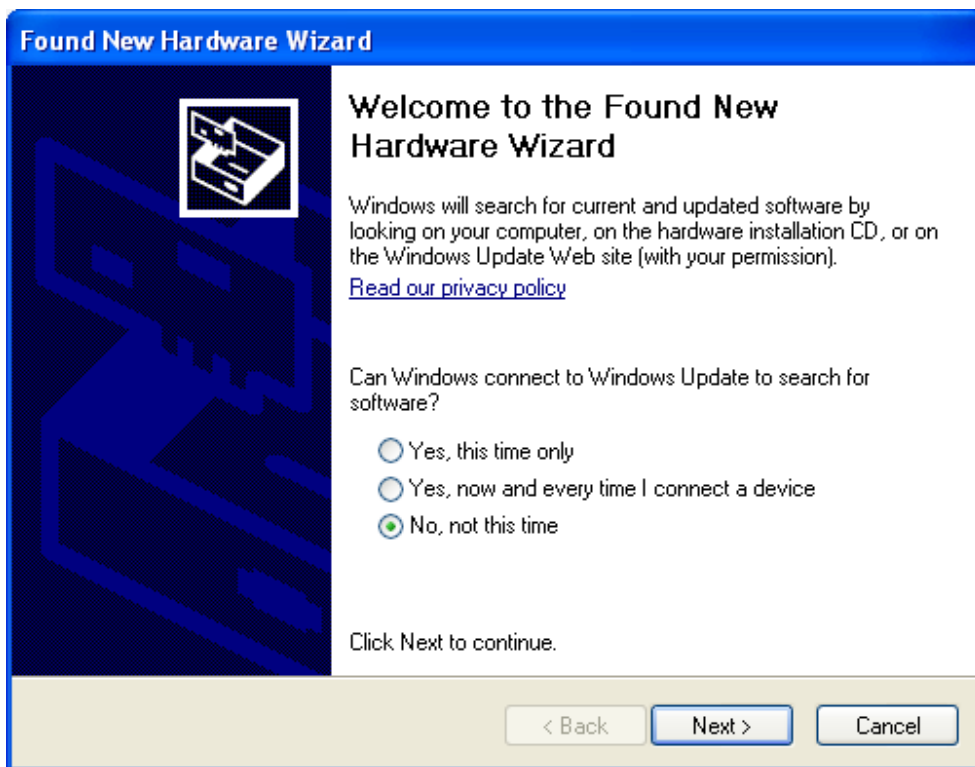 Found New Hardware Wizard
Welcome to the Found New
Hardware Wizard
Windows will search for current and updated software by
looking on your computer, on the hardware installation CD, or on
the Windows Update Web site (with your permission).
Read our privacy policy
Can Windows connect to Windows Update to search for
software?
Yes, this time only
Yes, now and every time I connect a device
No, not this time
Click Next to continue.
< Back
Next >
Cancel